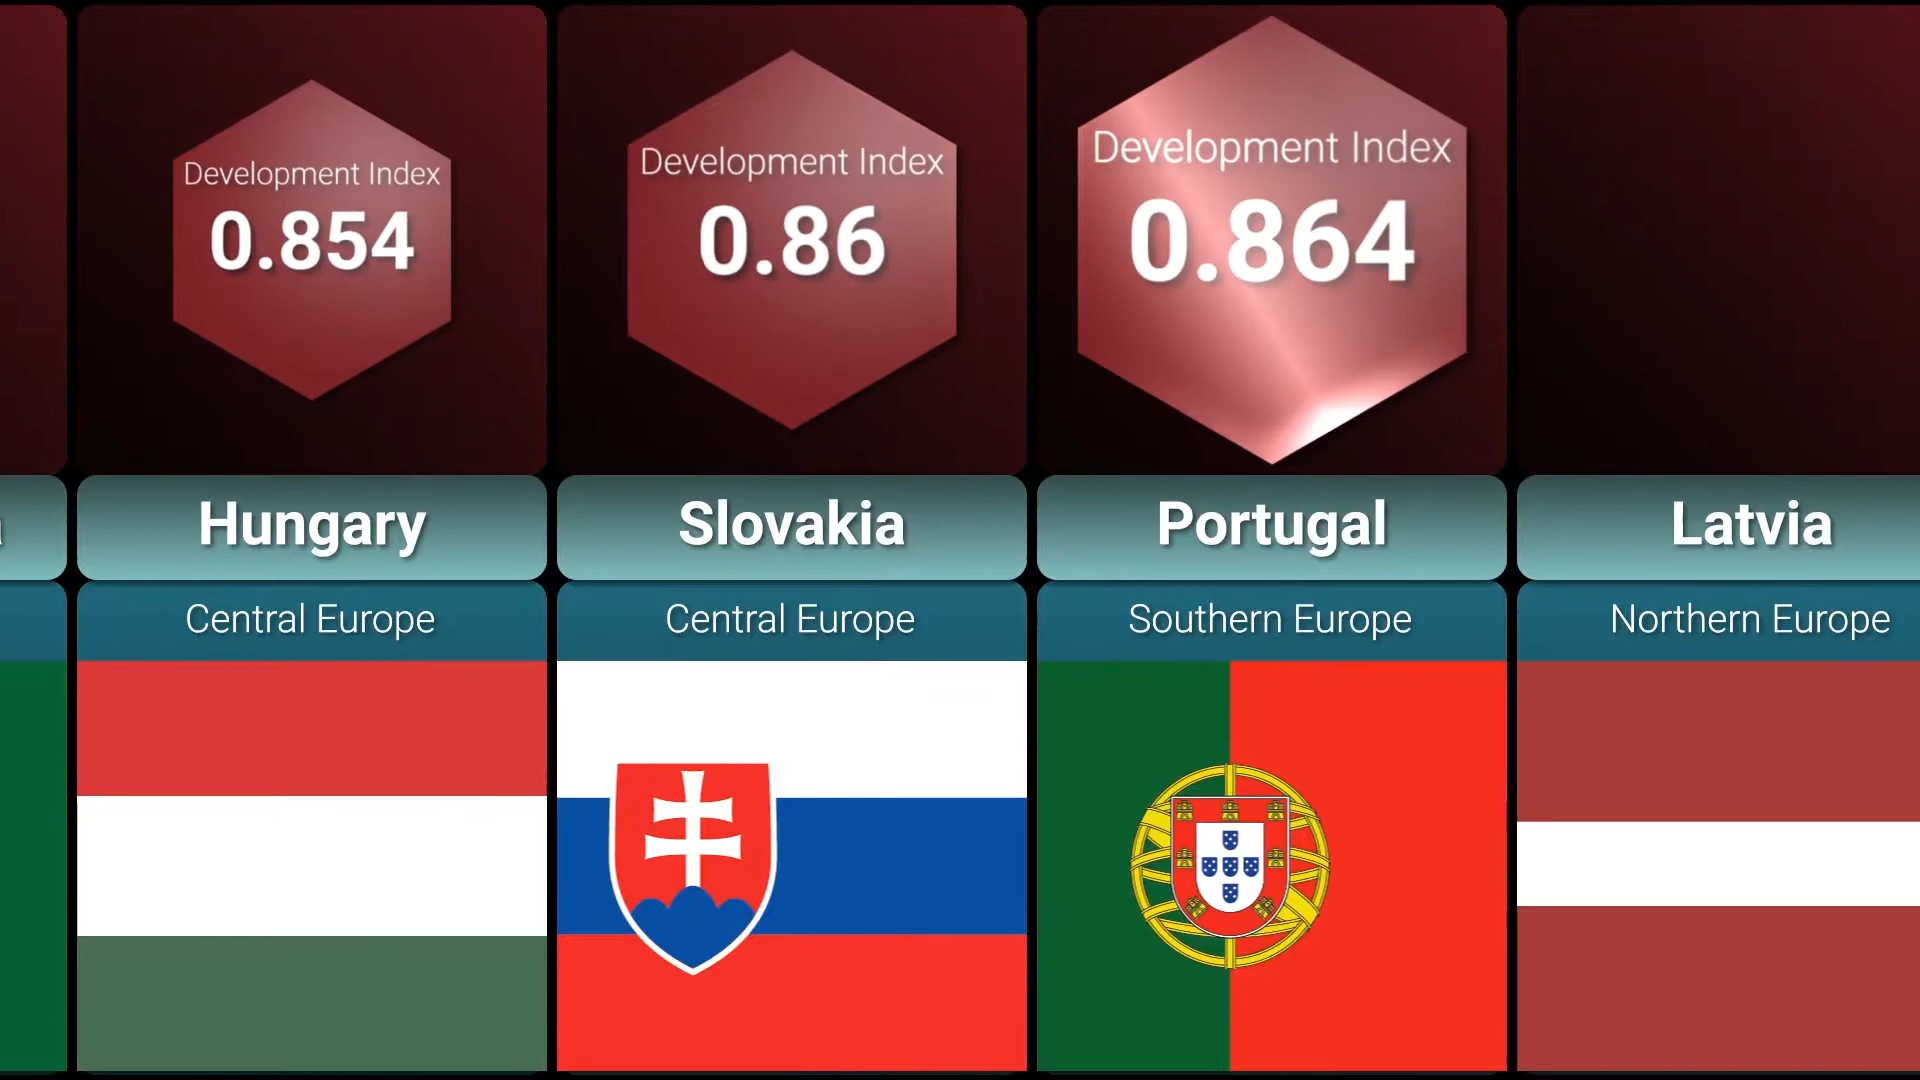 Development Index
0.854
Hungary
Central Europe
Development Index
0.86
Slovakia
Central Europe
Development Index
0.864
Portugal
Southern Europe
Latvia
Northern Europe